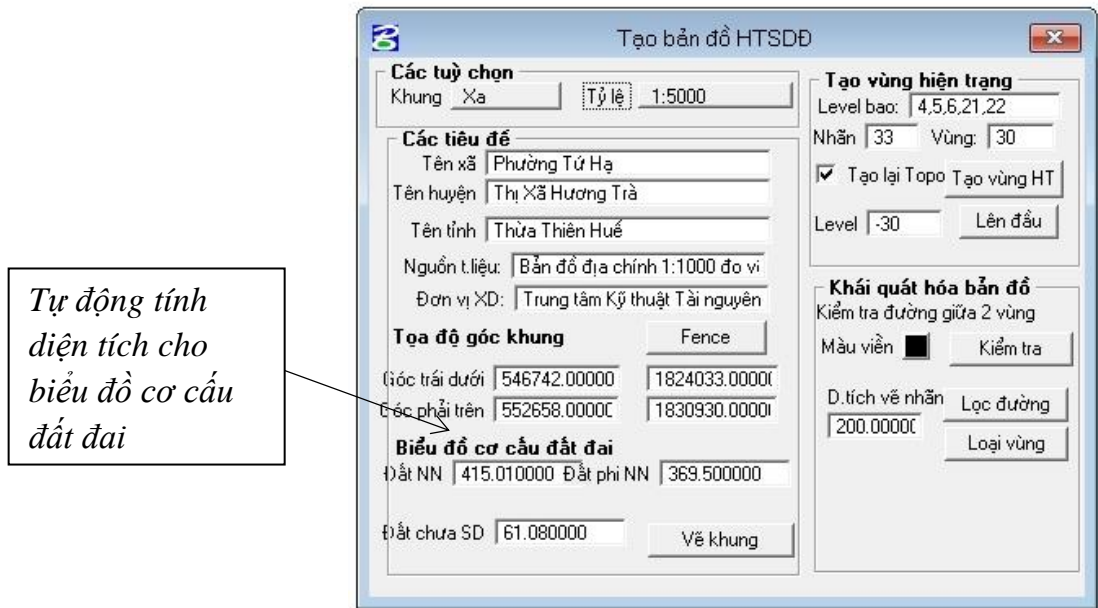 Tạo bản đồ HTSDĐ
Các tuỳ chọn
Khung Xa Tỷ lệ 1:5000
Các tiêu đề
Tên xã Phường Tứ Hạ
Tên huyện Thị Xã Hương Trà
Tên tỉnh Thừa Thiên Huế
Nguồn t.liệu: Bản đồ địa chính 1:1000 đo vi
Đơn vị XD: Trung tâm Kỹ thuật Tài nguyên
Tọa độ góc khung Fence
Góc trái dưới 546742.00000 1824033.0000(
Góc phải trên 552658.0000( 1830930.0000(
Biểu đồ cơ cấu đất đai
Đất NN 415.010000 Đất phi NN 369.500000
Đất chưa SD 61.080000 Vẽ khung
Tạo vùng hiện trạng
Level bao: 4,5,6,21,22
Nhãn 33 Vùng: 30
Tạo lại Topo Tạo vùng HT
Level -30 Lên đầu
Khái quát hóa bản đồ
Kiểm tra đường giữa 2 vùng
Màu viền Kiểm tra
D.tích vẽ nhãn Lọc đường
200.0000(
Loại vùng
Tự động tính
diện tích cho
biểu đồ cơ cấu
đất đai